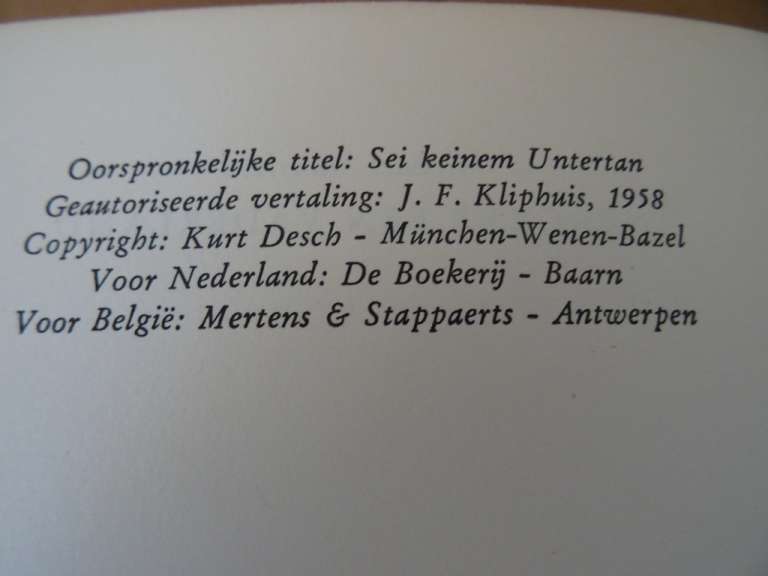 Oorspronkelijke titel: Sei keinem Untertan
Geautoriseerde vertaling: J. F. Kliphuis, 1958
Copyright: Kurt Desch - München-Wenen-Bazel
Voor Nederland: De Boekerij - Baarn
Voor België: Mertens & Stappaerts - Antwerpen